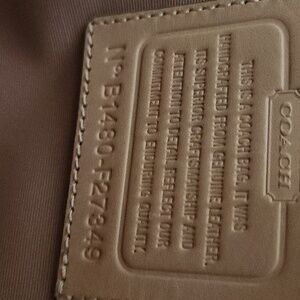 COACH
THIS IS A COACH BAG. IT WAS
HANDCRAFTED FROM GENUINE LEATHER.
ITS SUPERIOR CRAFTSMANSHIP AND
ATTENTION TO DETAIL REFLECT OUR
COMMITMENT TO ENDURING QUALITY.
Nº B1480-F27849